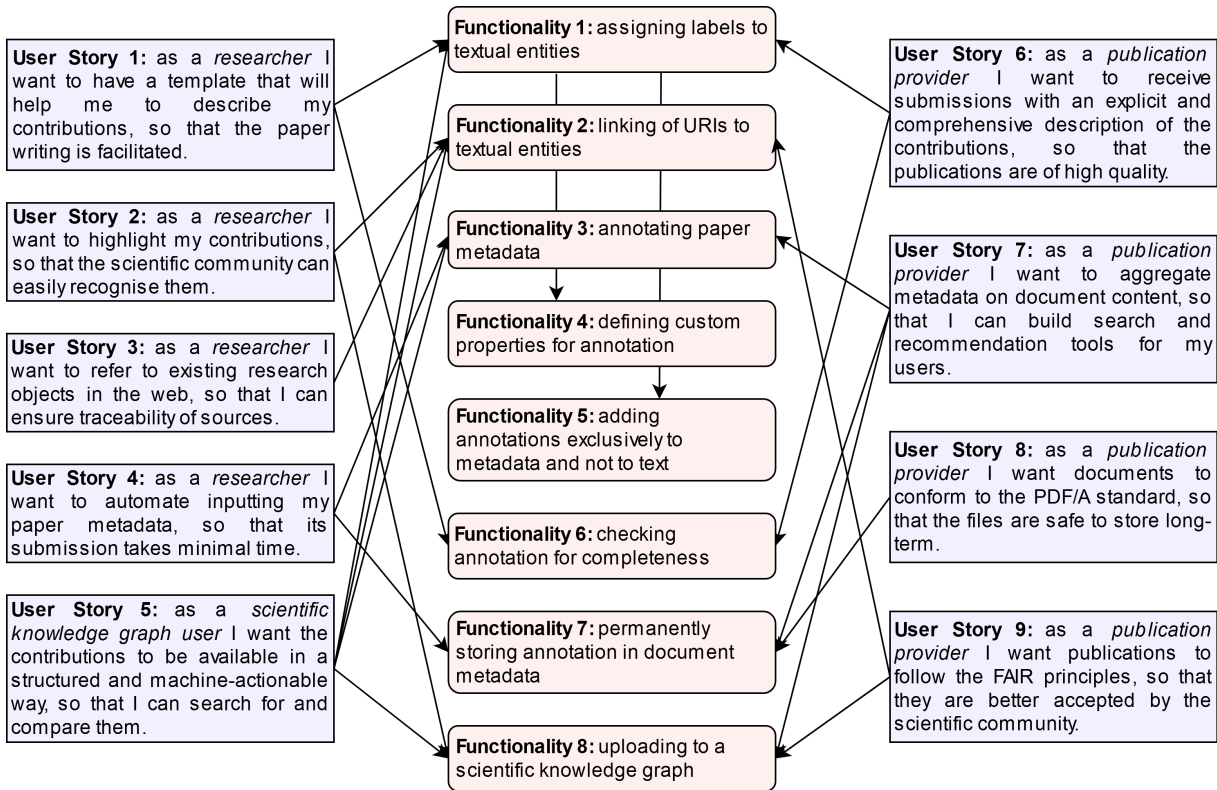 User Story 1: as a researcher I
want to have a template that will
help me to describe my
contributions, so that the paper
writing is facilitated.
User Story 2: as a researcher I
want to highlight my contributions,
so that the scientific community can
easily recognise them.
User Story 3: as a researcher I
want to refer to existing research
objects in the web, so that I can
ensure traceability of sources.
User Story 4: as a researcher I
want to automate inputting my
paper metadata, so that its
submission takes minimal time.
User Story 5: as a scientific
knowledge graph user I want the
contributions to be available in a
structured and machine-actionable
way, so that I can search for and
compare them.
Functionality 1: assigning labels to
textual entities
Functionality 2: linking of URIs to
textual entities
Functionality 3: annotating paper
metadata
Functionality 4: defining custom
properties for annotation
Functionality 5: adding
annotations exclusively to
metadata and not to text
Functionality 6: checking
annotation for completeness
Functionality 7: permanently
storing annotation in document
metadata
Functionality 8: uploading to a
scientific knowledge graph
User Story 6: as a publication
provider I want to receive
submissions with an explicit and
comprehensive description of the
contributions, so that the
publications are of high quality.
User Story 7: as a publication
provider I want to aggregate
metadata on document content, so
that I can build search and
recommendation tools for my
users.
User Story 8: as a publication
provider I want documents to
conform to the PDF/A standard, so
that the files are safe to store long-
term.
User Story 9: as a publication
provider I want publications to
follow the FAIR principles, so that
they are better accepted by the
scientific community.